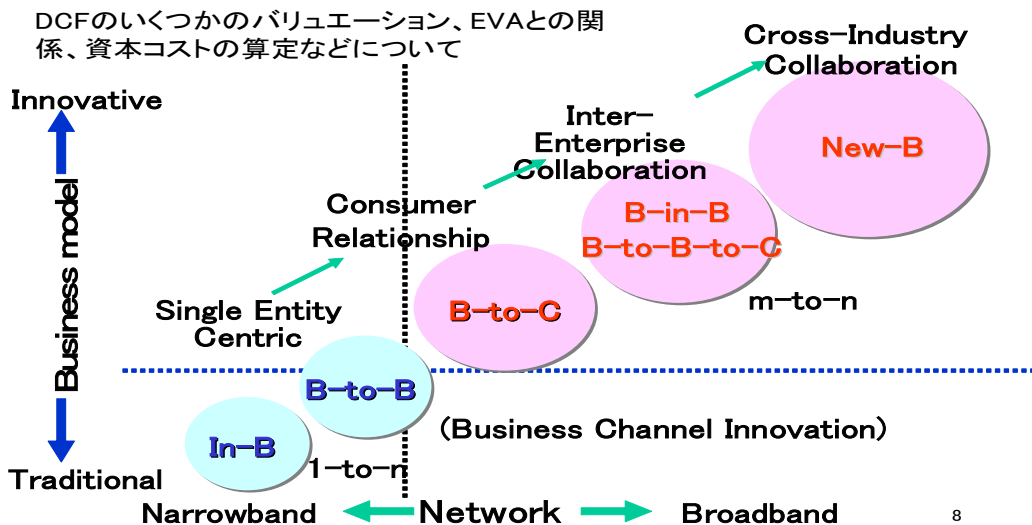 DCFのいくつかのバリュエーション、EVAとの関
係、資本コストの算定などについて
Cross-Industry
Collaboration
Innovative
Inter-
Enterprise
Collaboration
New-B
Business model
Consumer
Relationship
B-in-B
B-to-B-to-C
Single Entity
Centric
B-to-C
m-to-n
B-to-B
In-B
(Business Channel Innovation)
1-to-n
Traditional
Narrowband
Network
Broadband
8